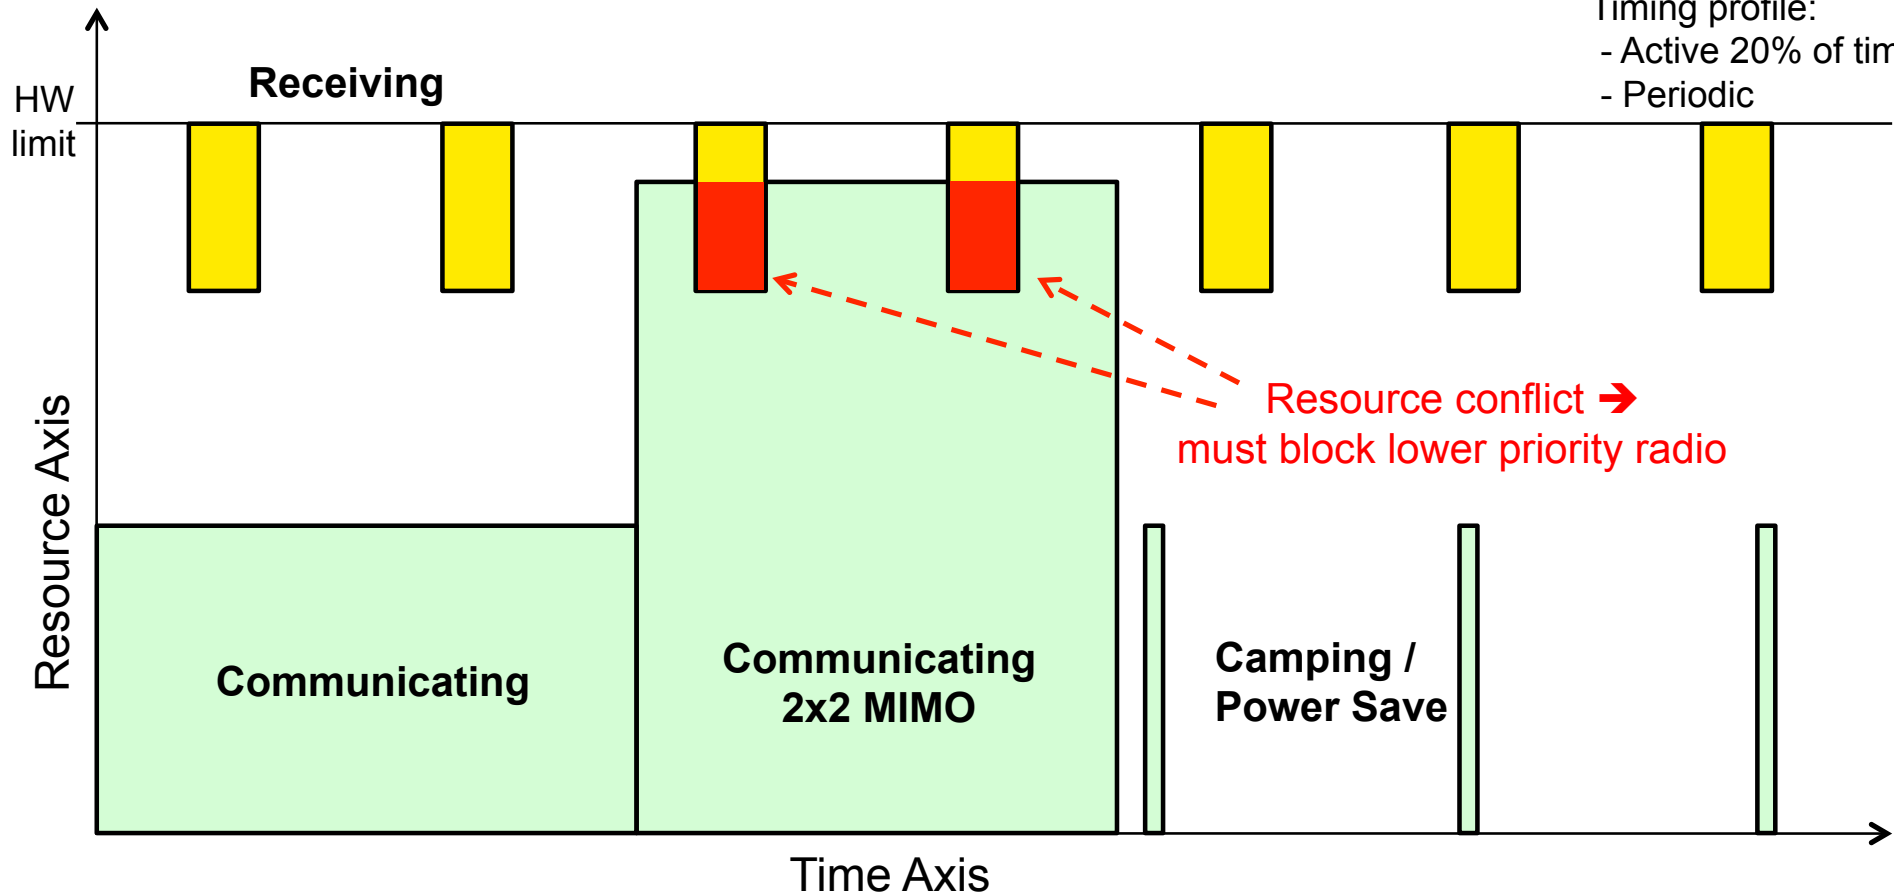 Timing profile:
- Active 20% of tim
- Periodic
Receiving
HW
limit
Resource conflict ➔
must block lower priority radio
Resource Axis
Communicating
Communicating
2x2 MIMO
Camping /
Power Save
Time Axis